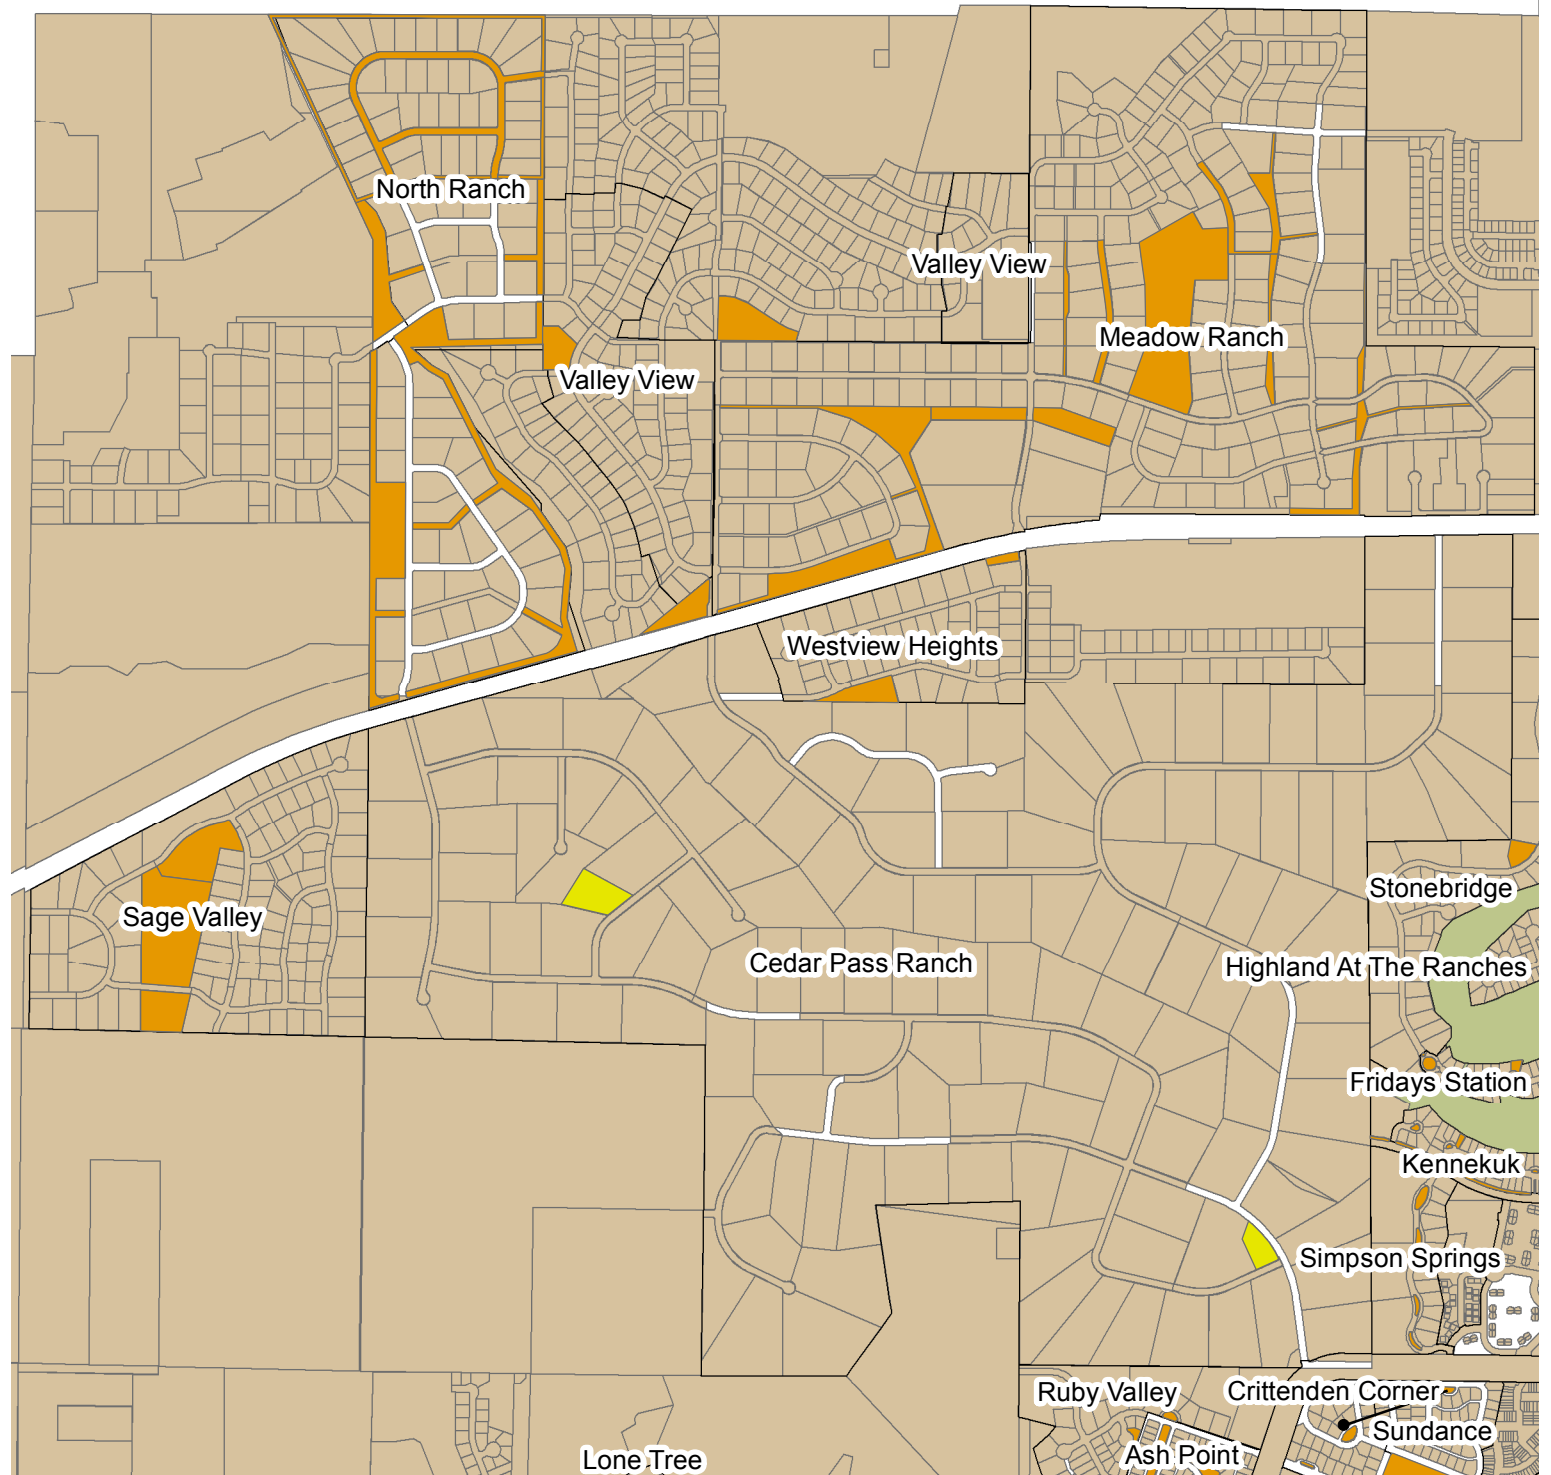 North Ranch
Valley View
Meadow Ranch
Valley View
Westview Heights
Stonebridge
Sage Valley
Cedar Pass Ranch
Highland At The Ranches
Fridays Station
Kennekuk
Simpson Springs
Ruby Valley
Crittenden Corner
Sundance
Ash Point
Lone Tree